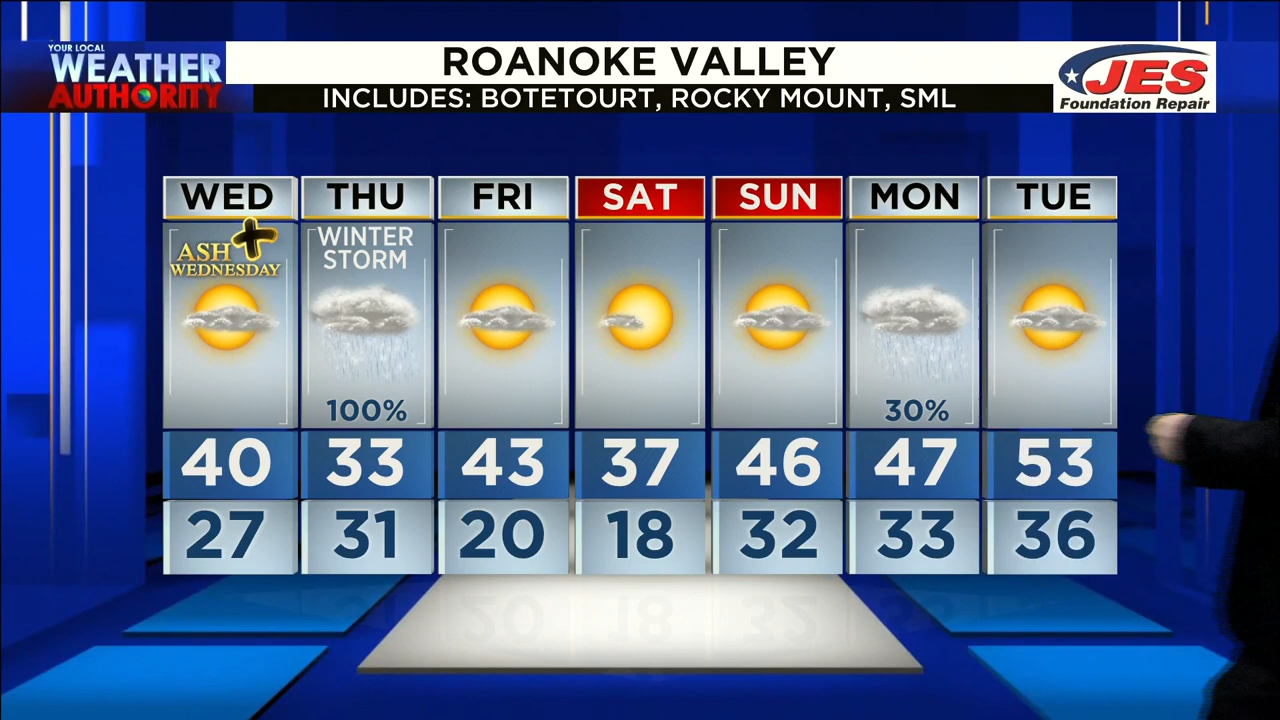 YOUR LOCAL
WEATHER
AUTHORITY
ROANOKE VALLEY
INCLUDES: BOTETOURT, ROCKY MOUNT, SML
JES
Foundation Repair
WED THU FRI SAT SUN MON TUE
ASH
WEDNESDAY
WINTER
STORM
100% 30%
40 33 43 37 46 47 53
27 31 20 18 32 33 36